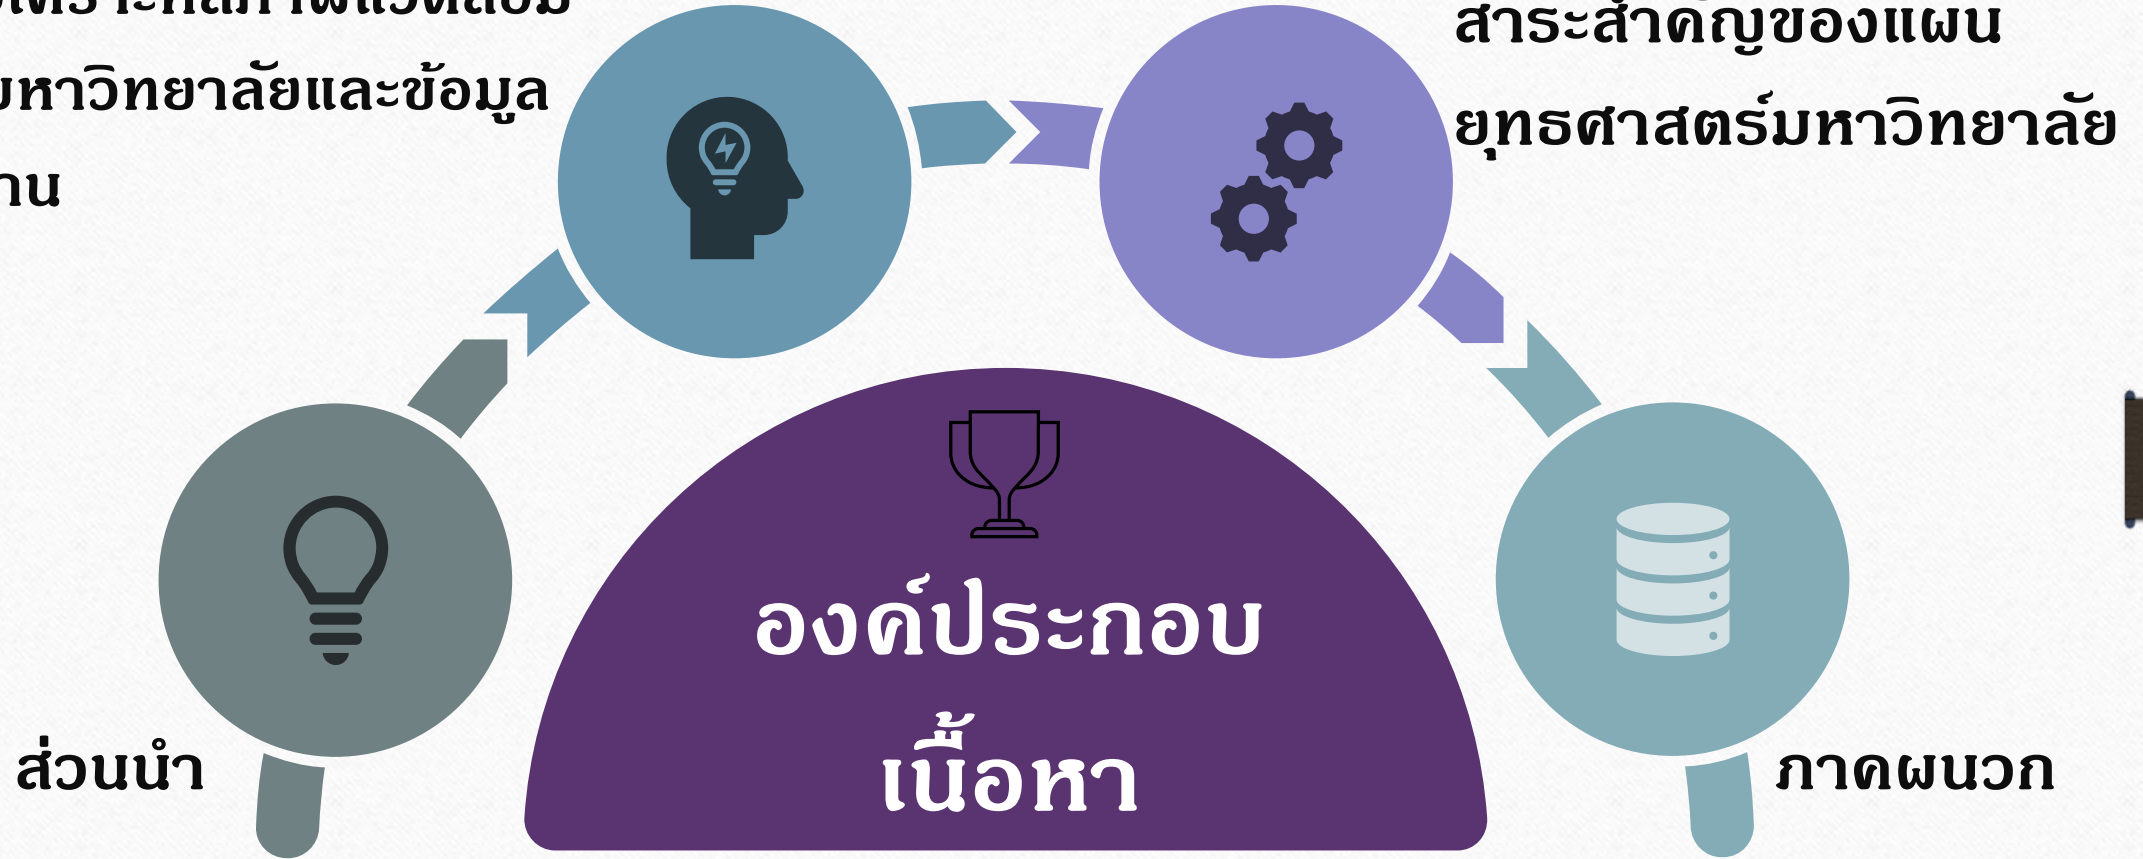 มหาวิทยาลัยและข้อมูล
สาระสำคัญของแผน
ยุทธศาสตร์มหาวิทยาลัย
องค์ประกอบ
เนื้อหา
ส่วนนำ
ภาคผนวก